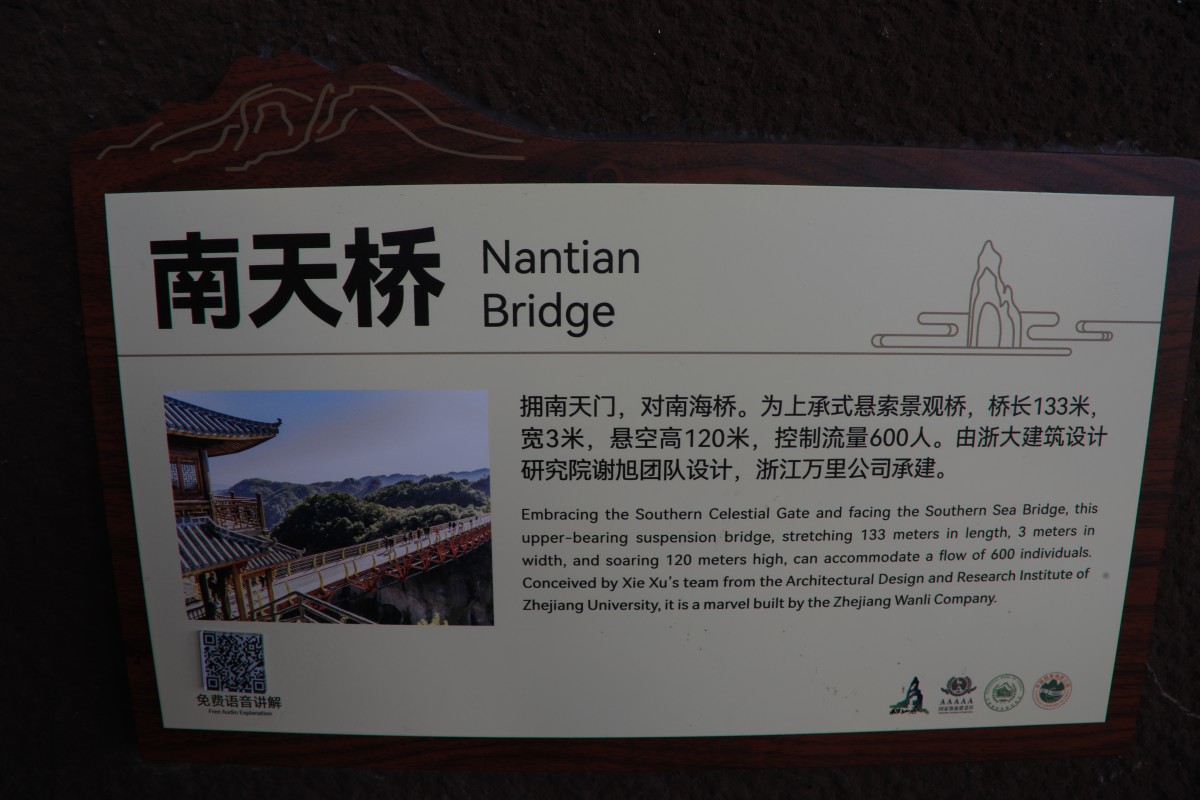 南天桥
Nantian
Bridge
拥南天门，对南海桥。为上承式悬索景观桥，桥长133米，
宽3米，悬空高120米，控制流量600人。由浙大建筑设计
研究院谢旭团队设计，浙江万里公司承建。
Embracing the Southern Celestial Gate and facing the Southern Sea Bridge, this
upper-bearing suspension bridge, stretching 133 meters in length, 3 meters in
width, and soaring 120 meters high, can accommodate a flow of 600 individuals.
Conceived by Xie Xu's team from the Architectural Design and Research Institute of
Zhejiang University, it is a marvel built by the Zhejiang Wanli Company.
免费语音讲解
Free Audio Explanation
AAAAA